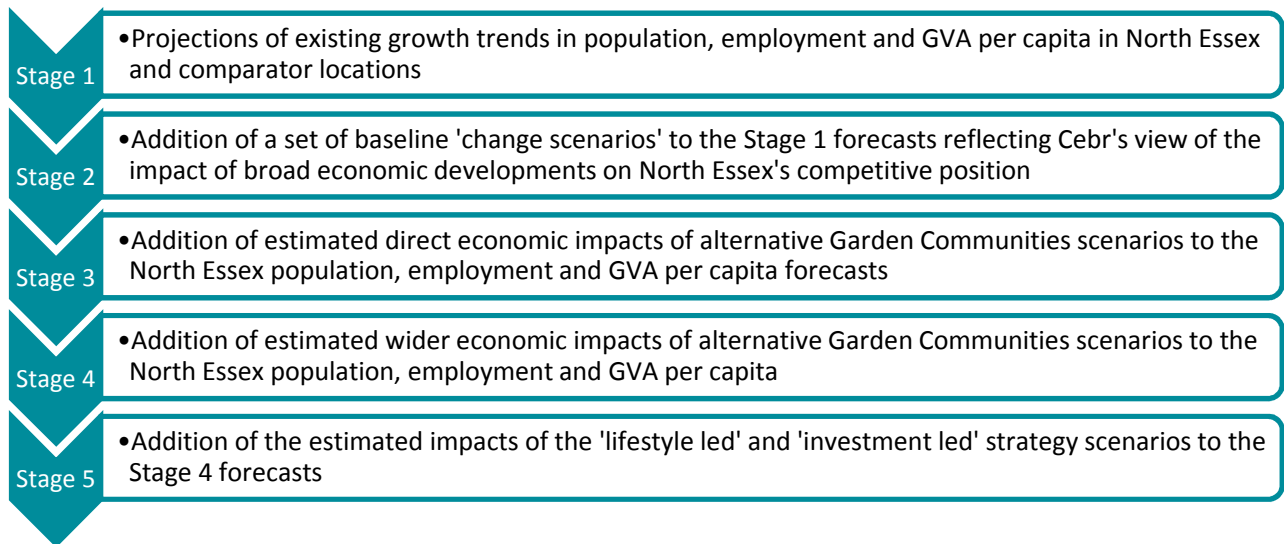 Stage 1
•Projections of existing growth trends in population, employment and GVA per capita in North Essex
and comparator locations
Stage 2
•Addition of a set of baseline 'change scenarios' to the Stage 1 forecasts reflecting Cebr's view of the
impact of broad economic developments on North Essex's competitive position
Stage 3
•Addition of estimated direct economic impacts of alternative Garden Communities scenarios to the
North Essex population, employment and GVA per capita forecasts
Stage 4
•Addition of estimated wider economic impacts of alternative Garden Communities scenarios to the
North Essex population, employment and GVA per capita
Stage 5
•Addition of the estimated impacts of the 'lifestyle led' and 'investment led' strategy scenarios to the
Stage 4 forecasts